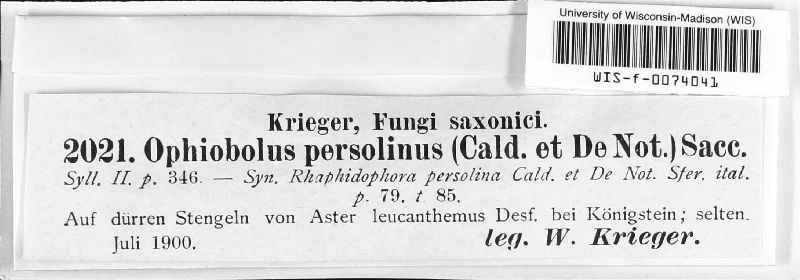 University of Wisconsin-Madison (WIS)
WIS-f-0074041
Krieger, Fungi saxonici.
2021. Ophiobolus persolinus (Cald. et De Not.) Sacc.
Syll. II. p. 346. — Syn. Rhaphidophora persolina Cald. et De Not. Sfer. ital.
p. 79. t. 85.
Auf dürren Stengeln von Aster leucanthemus Desf. bei Königstein; selten.
Juli 1900. leg. W. Krieger.